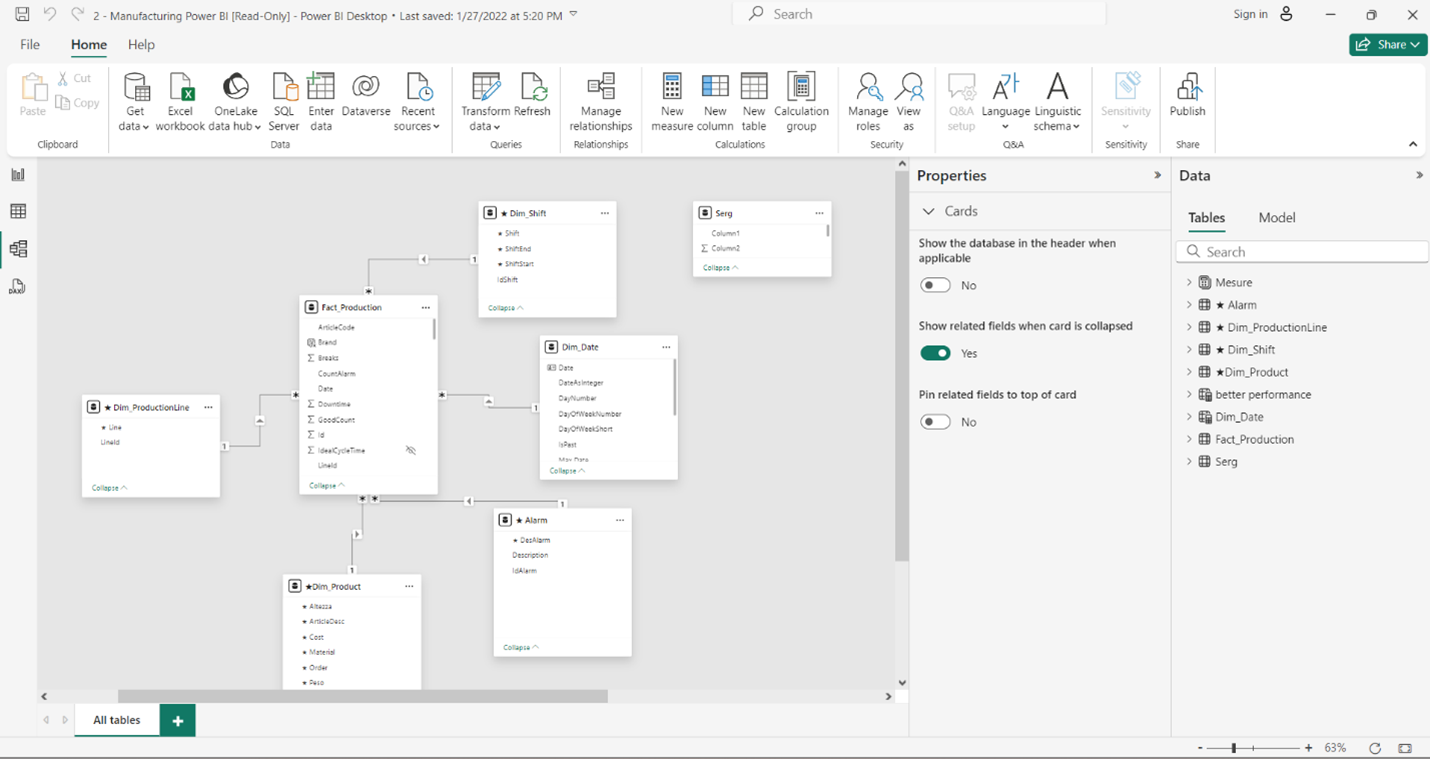 2 - Manufacturing Power BI [Read-Only] - Power BI Desktop • Last saved: 1/27/2022 at 5:20 PM
Search
Sign in
File
Home
Help
Share
Paste
Cut
Copy
Clipboard
Get data
Excel workbook
OneLake data hub
SQL Server
Enter data
Dataverse
Recent sources
Data
Transform data
Refresh
Queries
Manage relationships
Relationships
New measure
New column
New table
Calculation group
Calculations
Manage roles
View as
Security
Q&A setup
Language
Linguistic schema
Q&A
Sensitivity
Sensitivity
Publish
Share
DAX
★ Dim_Shift
★ Shift
★ ShiftEnd
★ ShiftStart
IdShift
Collapse
Serg
Column1
Σ Column2
Collapse
1
*
Fact_Production
ArticleCode
Brand
Σ Breaks
CountAlarm
Date
Σ Downtime
Σ GoodCount
Σ Id
Σ IdealCycleTime
LineId
Collapse
Dim_Date
Date
DateAsInteger
DayNumber
DayOfWeekNumber
DayOfWeekShort
IsPast
Max Date
Collapse
*
1
★ Dim_ProductionLine
★ Line
LineId
Collapse
1
*
* *
1
★ Alarm
★ DesAlarm
Description
IdAlarm
Collapse
1
★Dim_Product
★ Altezza
★ ArticleDesc
★ Cost
★ Material
★ Order
★ Peso
All tables
+
Properties
Cards
Show the database in the header when
applicable
No
Show related fields when card is collapsed
Yes
Pin related fields to top of card
No
Data
Tables
Model
Search
Mesure
★ Alarm
★ Dim_ProductionLine
★ Dim_Shift
★Dim_Product
better performance
Dim_Date
Fact_Production
Serg
- + 63%